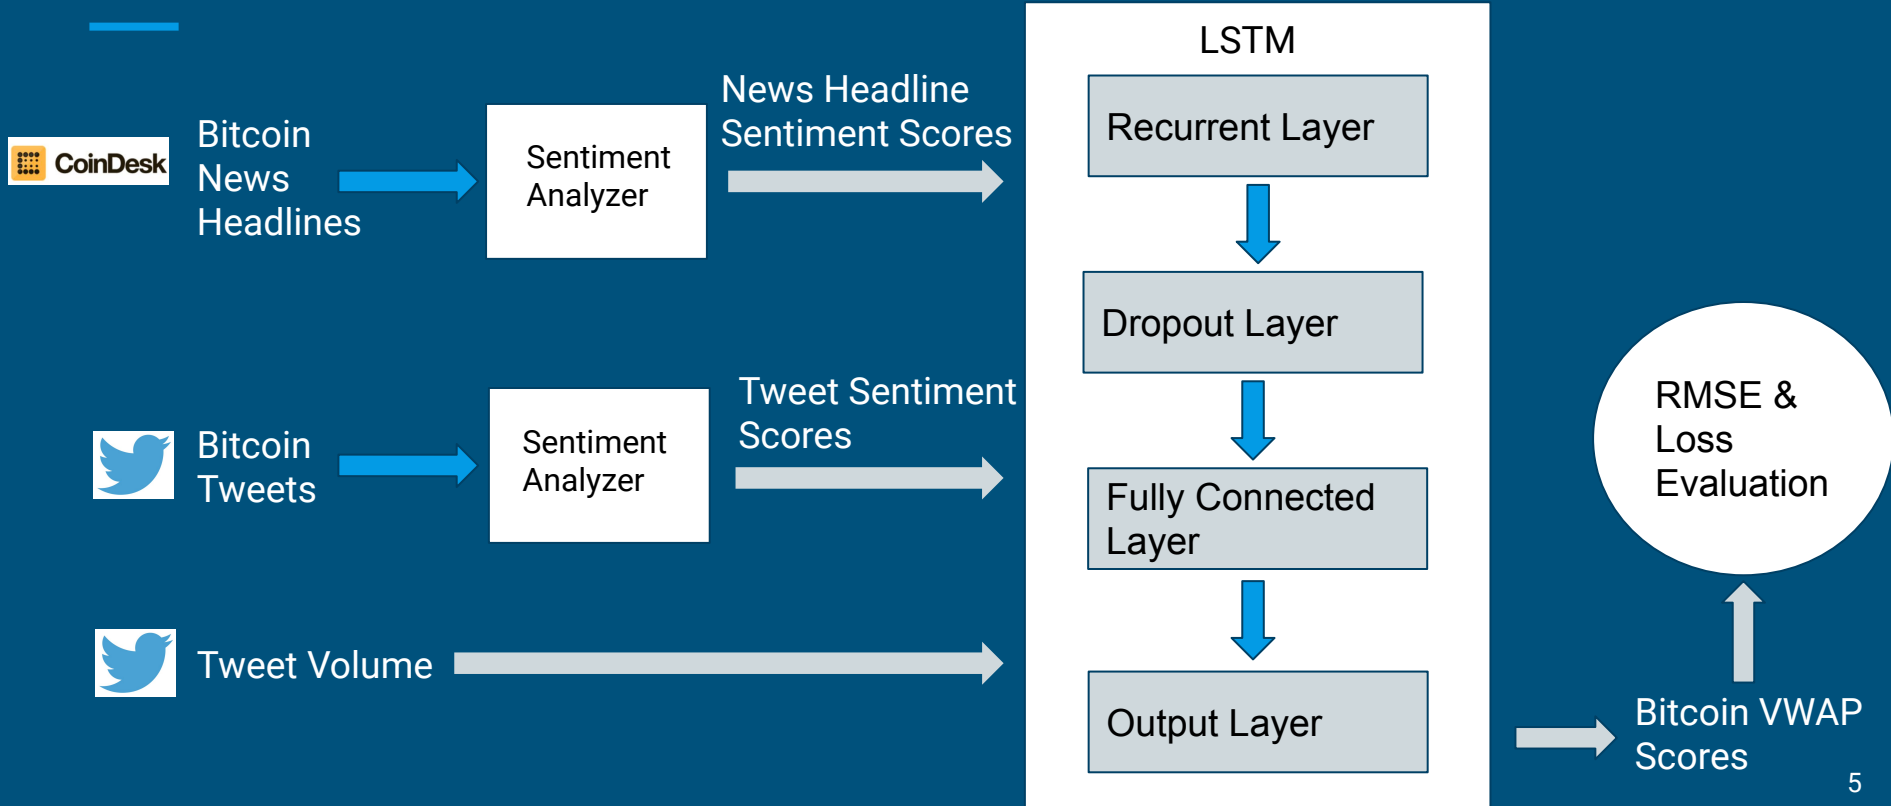 CoinDesk
Bitcoin
News
Headlines
Sentiment
Analyzer
News Headline
Sentiment Scores
Bitcoin
Tweets
Sentiment
Analyzer
Tweet Sentiment
Scores
Tweet Volume
LSTM
Recurrent Layer
Dropout Layer
Fully Connected
Layer
Output Layer
RMSE &
Loss
Evaluation
Bitcoin VWAP
Scores
5